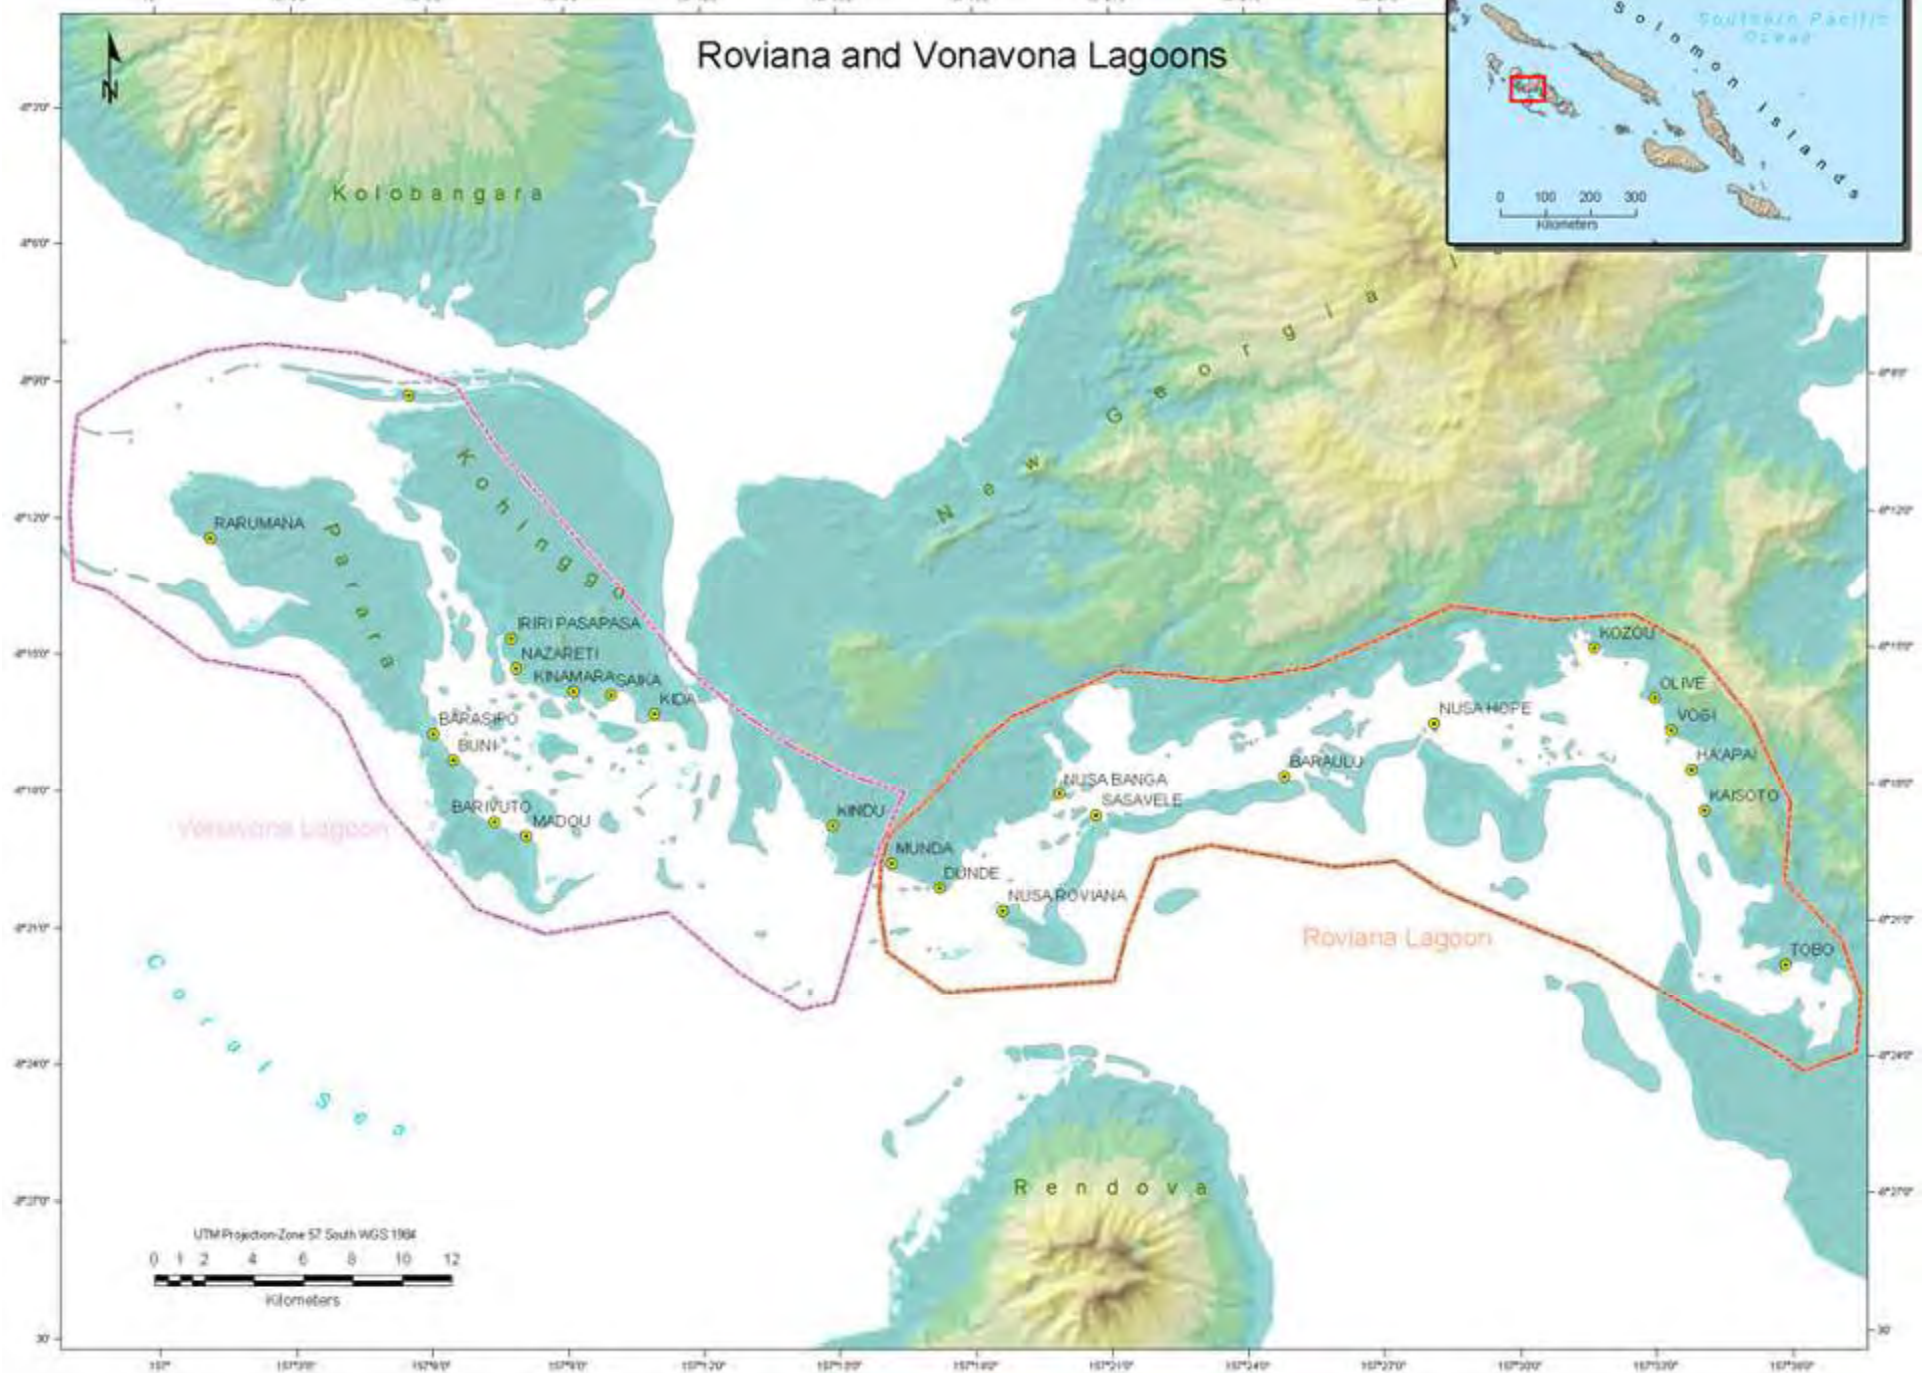 Roviana and Vonavona Lagoons
Southern Pacific
Ocean
Solomon Islands
0 100 200 300
Kilometers
Kolobangara
New Georgia
Kohinggo
Parara
RARUMANA
IRIRI PASAPASA
NAZARETI
KINAMARA
SAIKA
KIDA
BARASIPO
BUNI
BARIVUTO
MADOU
KINDU
MUNDA
DUNDE
NUSA ROVIANA
NUSA BANGA
SASAVELE
BARAULU
NUSA HOPE
KOZOU
OLIVE
VOGI
HA'APAI
KAISOTO
TOBO
Vonavona Lagoon
Roviana Lagoon
Coral Sea
Rendova
UTM Projection-Zone 57 South WGS 1984
0 1 2 4 6 8 10 12
Kilometers